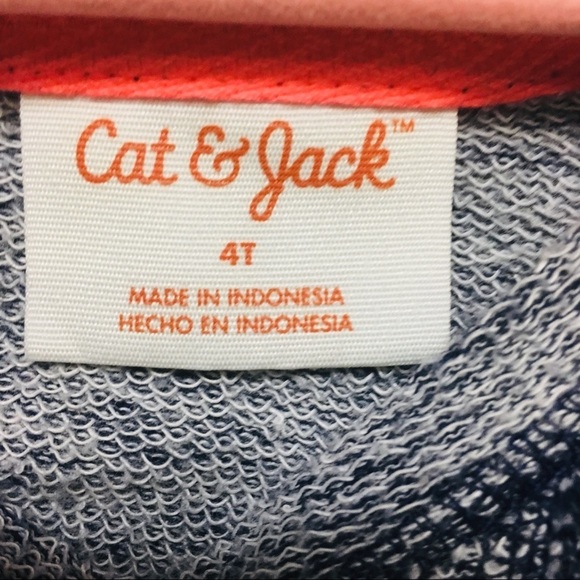 Cat & Jack™
4T
MADE IN INDONESIA
HECHO EN INDONESIA